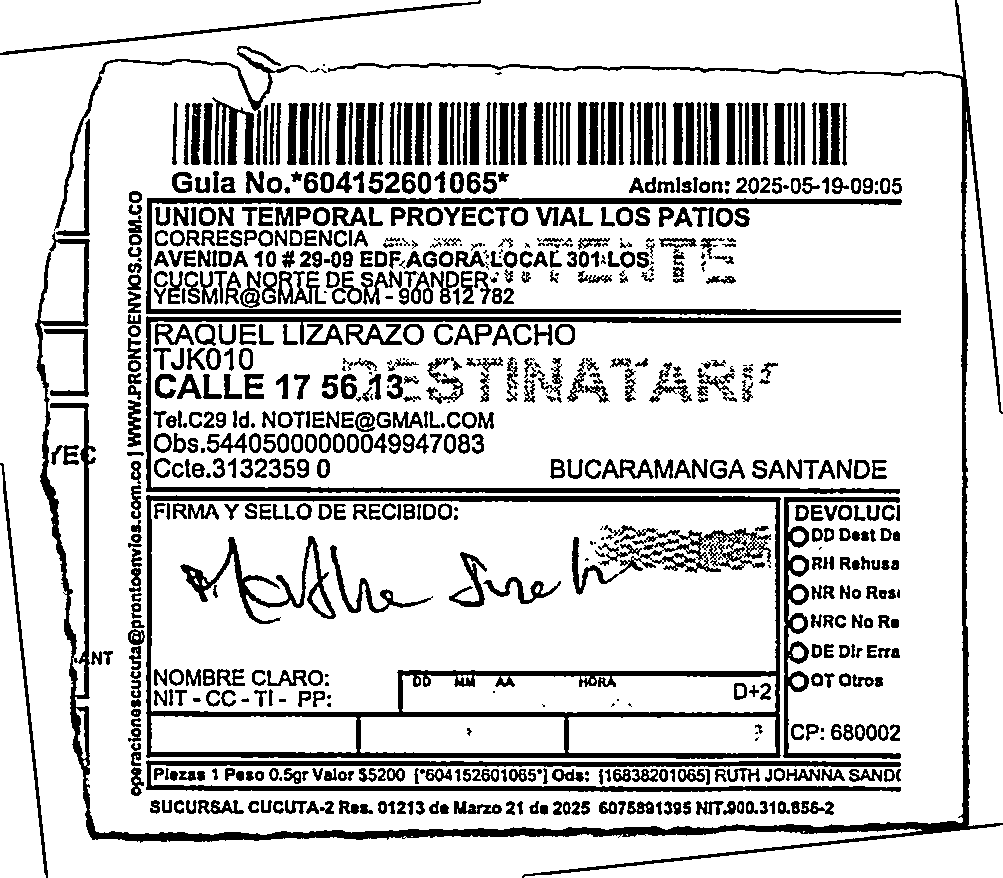 Guia No.*604152601065*
Admision: 2025-05-19-09:05
UNION TEMPORAL PROYECTO VIAL LOS PATIOS
CORRESPONDENCIA
AVENIDA 10 # 29-09 EDF AGORA LOCAL 301 LOS
CUCUTA NORTE DE SANTANDER
YEISMIR@GMAIL COM - 900 812 782
RAQUEL LIZARAZO CAPACHO
TJK010
DESTINATARI
CALLE 17 56 13
Tel.C29 Id. NOTIENE@GMAIL.COM
Obs.54405000000049947083
Ccte.3132359 0
BUCARAMANGA SANTANDE
FIRMA Y SELLO DE RECIBIDO:
NOMBRE CLARO:
NIT - CC - TI - PP:
DD MM AA HORA
D+2
DEVOLUCI
DD Dest De
RH Rehusa
NR No Resi
NRC No Re
DE Dir Erra
OT Otros
CP: 680002
Piezas 1 Peso 0.5gr Valor $5200 [*604152601065*] Ods: [16838201065] RUTH JOHANNA SANDO
SUCURSAL CUCUTA-2 Res. 01213 de Marzo 21 de 2025 6075891395 NIT.900.310.856-2
operacionescucuta@prontoenvios.com.co | WWW.PRONTOENVIOS.COM.CO
YEC
ANT